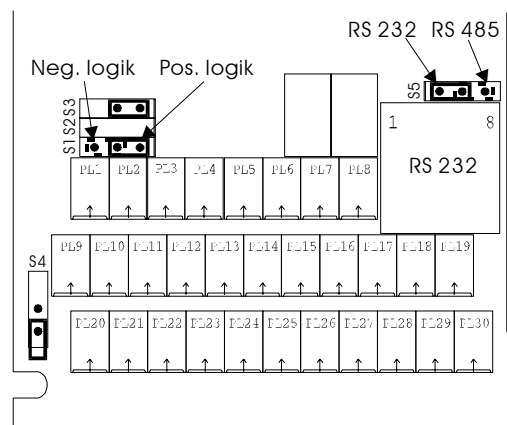 RS 232 RS 485
Neg. logik Pos. logik
S1 S2 S3
S5
1 8
RS 232
PL1 PL2 PL3 PL4 PL5 PL6 PL7 PL8
PL9 PL10 PL11 PL12 PL13 PL14 PL15 PL16 PL17 PL18 PL19
S4
PL20 PL21 PL22 PL23 PL24 PL25 PL26 PL27 PL28 PL29 PL30